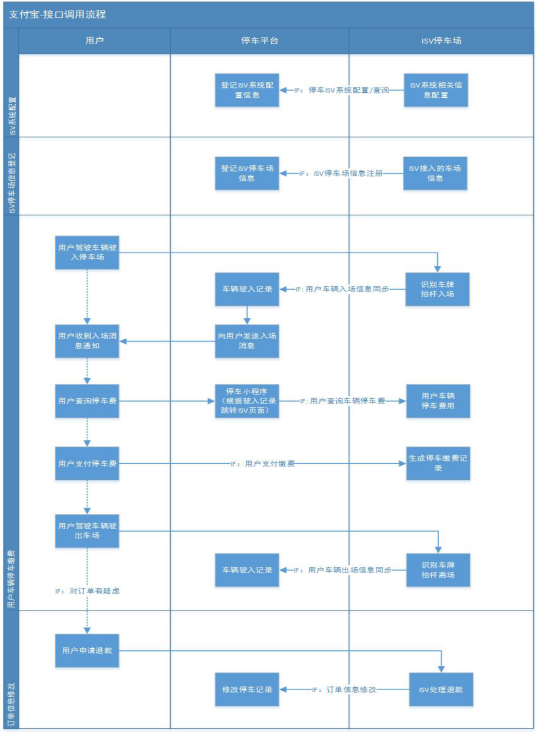 支付宝-接口调用流程
用户
停车平台
ISV停车场
ISV系统配置
登记ISV系统配
置信息
IF：停车ISV系统配置/查询
ISV系统相关信
息配置
ISV停车场信息登记
登记ISV停车场
信息
IF：ISV停车场信息注册
ISV接入的车场
信息
用户车辆停车缴费
用户驾驶车辆驶
入停车场
车辆驶入记录
IF:用户车辆入场信息同步
识别车牌
抬杆入场
用户收到入场消
息通知
向用户发送入场
消息
用户查询停车费
停车小程序
（根据驶入记录
跳转ISV页面）
IF:用户查询车辆停车费
用户车辆
停车费用
用户支付停车费
IF：用户支付缴费
生成停车缴费记
录
用户驾驶车辆驶
出车场
车辆驶入记录
IF：用户车辆出场信息同步
识别车牌
抬杆离场
IF：对订单有疑虑
订单信息修改
用户申请退款
修改停车记录
IF：订单信息修改
ISV处理退款